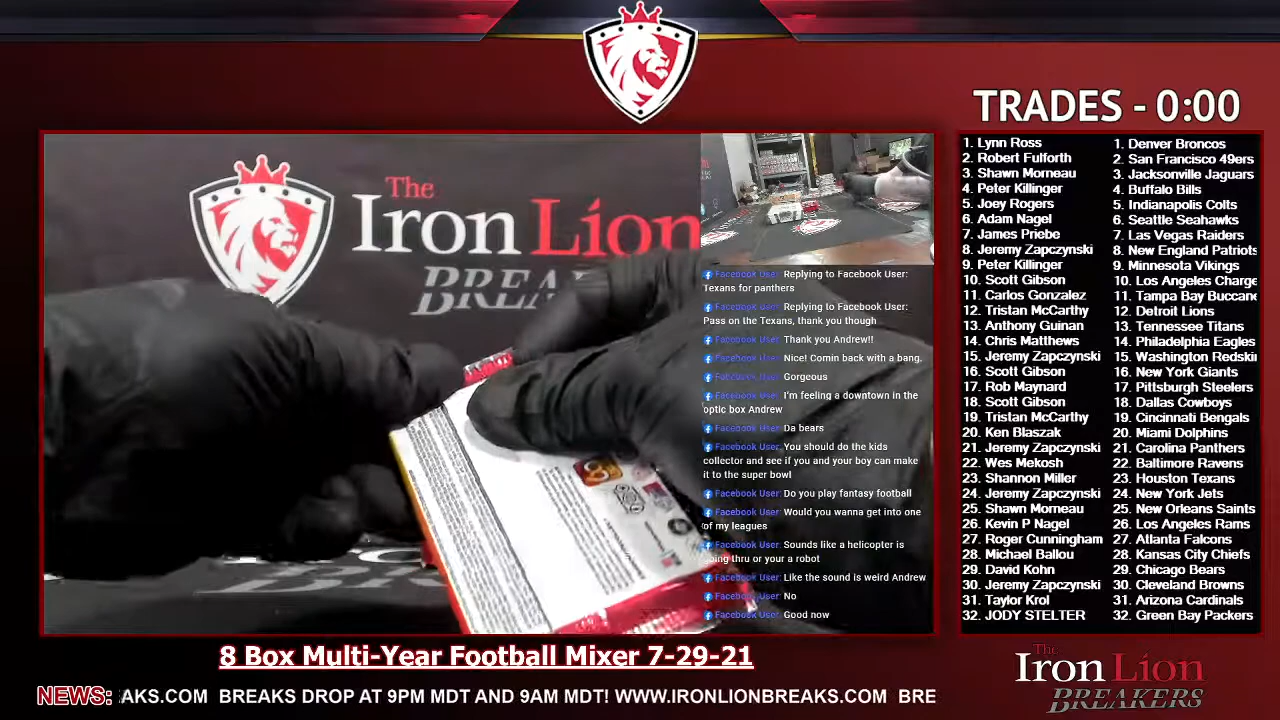 TRADES - 0:00
The
Iron Lion
BREA
Facebook User: Replying to Facebook User:
Texans for panthers
Facebook User: Replying to Facebook User:
Pass on the Texans, thank you though
Facebook User: Thank you Andrew!!
Facebook User: Nice! Comin back with a bang.
Facebook User: Gorgeous
Facebook User: I'm feeling a downtown in the
optic box Andrew
Facebook User: Da bears
Facebook User: You should do the kids
collector and see if you and your boy can make
it to the super bowl
Facebook User: Do you play fantasy football
Facebook User: Would you wanna get into one
of my leagues
Facebook User: Sounds like a helicopter is
going thru or your a robot
Facebook User: Like the sound is weird Andrew
Facebook User: No
Facebook User: Good now
1. Lynn Ross
2. Robert Fulforth
3. Shawn Morneau
4. Peter Killinger
5. Joey Rogers
6. Adam Nagel
7. James Priebe
8. Jeremy Zapczynski
9. Peter Killinger
10. Scott Gibson
11. Carlos Gonzalez
12. Tristan McCarthy
13. Anthony Guinan
14. Chris Matthews
15. Jeremy Zapczynski
16. Scott Gibson
17. Rob Maynard
18. Scott Gibson
19. Tristan McCarthy
20. Ken Blaszak
21. Jeremy Zapczynski
22. Wes Mekosh
23. Shannon Miller
24. Jeremy Zapczynski
25. Shawn Morneau
26. Kevin P Nagel
27. Roger Cunningham
28. Michael Ballou
29. David Kohn
30. Jeremy Zapczynski
31. Taylor Krol
32. JODY STELTER
1. Denver Broncos
2. San Francisco 49ers
3. Jacksonville Jaguars
4. Buffalo Bills
5. Indianapolis Colts
6. Seattle Seahawks
7. Las Vegas Raiders
8. New England Patriots
9. Minnesota Vikings
10. Los Angeles Charge
11. Tampa Bay Buccane
12. Detroit Lions
13. Tennessee Titans
14. Philadelphia Eagles
15. Washington Redski
16. New York Giants
17. Pittsburgh Steelers
18. Dallas Cowboys
19. Cincinnati Bengals
20. Miami Dolphins
21. Carolina Panthers
22. Baltimore Ravens
23. Houston Texans
24. New York Jets
25. New Orleans Saints
26. Los Angeles Rams
27. Atlanta Falcons
28. Kansas City Chiefs
29. Chicago Bears
30. Cleveland Browns
31. Arizona Cardinals
32. Green Bay Packers
8 Box Multi-Year Football Mixer 7-29-21
NEWS: AKS.COM BREAKS DROP AT 9PM MDT AND 9AM MDT! WWW.IRONLIONBREAKS.COM BRE
The
Iron Lion
BREAKERS